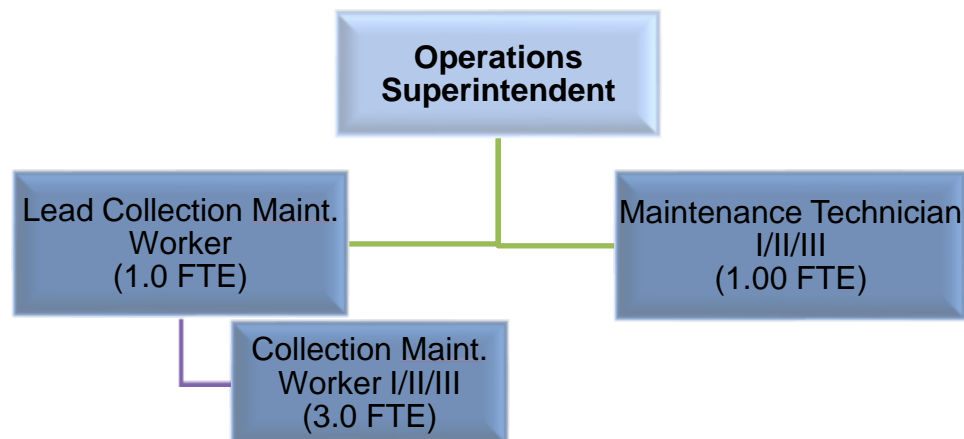 Operations
Superintendent
Lead Collection Maint.
Worker
(1.0 FTE)
Maintenance Technician
I/II/III
(1.00 FTE)
Collection Maint.
Worker I/II/III
(3.0 FTE)